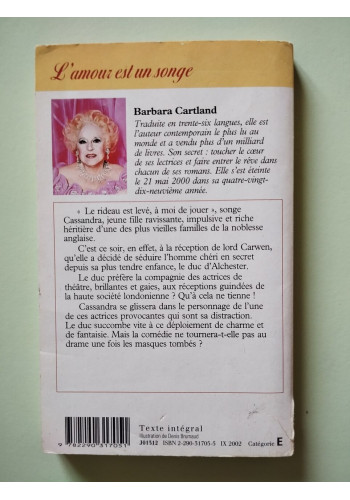 L'amour est un songe
Barbara Cartland
Traduite en trente-six langues, elle est
l'auteur contemporain le plus lu au
monde et a vendu plus d'un milliard
de livres. Son secret : toucher le cœur
de ses lectrices et faire entrer le rêve dans
chacun de ses romans. Elle s'est éteinte
le 21 mai 2000 dans sa quatre-vingt-
dix-neuvième année.
« Le rideau est levé, à moi de jouer », songe
Cassandra, jeune fille ravissante, impulsive et riche
héritière d'une des plus vieilles familles de la noblesse
anglaise.
C'est ce soir, en effet, à la réception de lord Carwen,
qu'elle a décidé de séduire l'homme chéri en secret
depuis sa plus tendre enfance, le duc d'Alchester.
Le duc préfère la compagnie des actrices de
théâtre, brillantes et gaies, aux réceptions guindées de
la haute société londonienne ? Qu'à cela ne tienne !
Cassandra se glissera dans le personnage de l'une
de ces actrices provocantes qui sont sa distraction.
Le duc succombe vite à ce déploiement de charme et
de fantaisie. Mais la comédie ne tournera-t-elle pas au
drame une fois les masques tombés ?
Texte intégral
Illustration de Denis Brumaud
J01512 ISBN 2-290-31705-5 IX 2002 Catégorie E
9 782290 317051